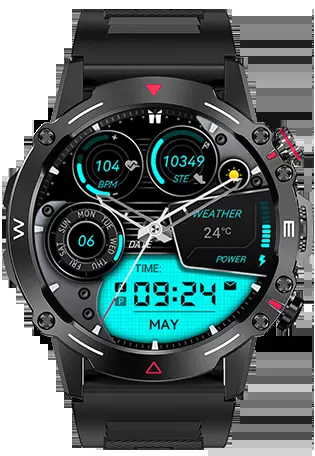 104
BPM
10349
STE
MON
TUE
WED
THU
FRI
SAT
SUN
06
DATE
WEATHER
24°C
POWER
TIME:
P
09:24
MAY
W
E